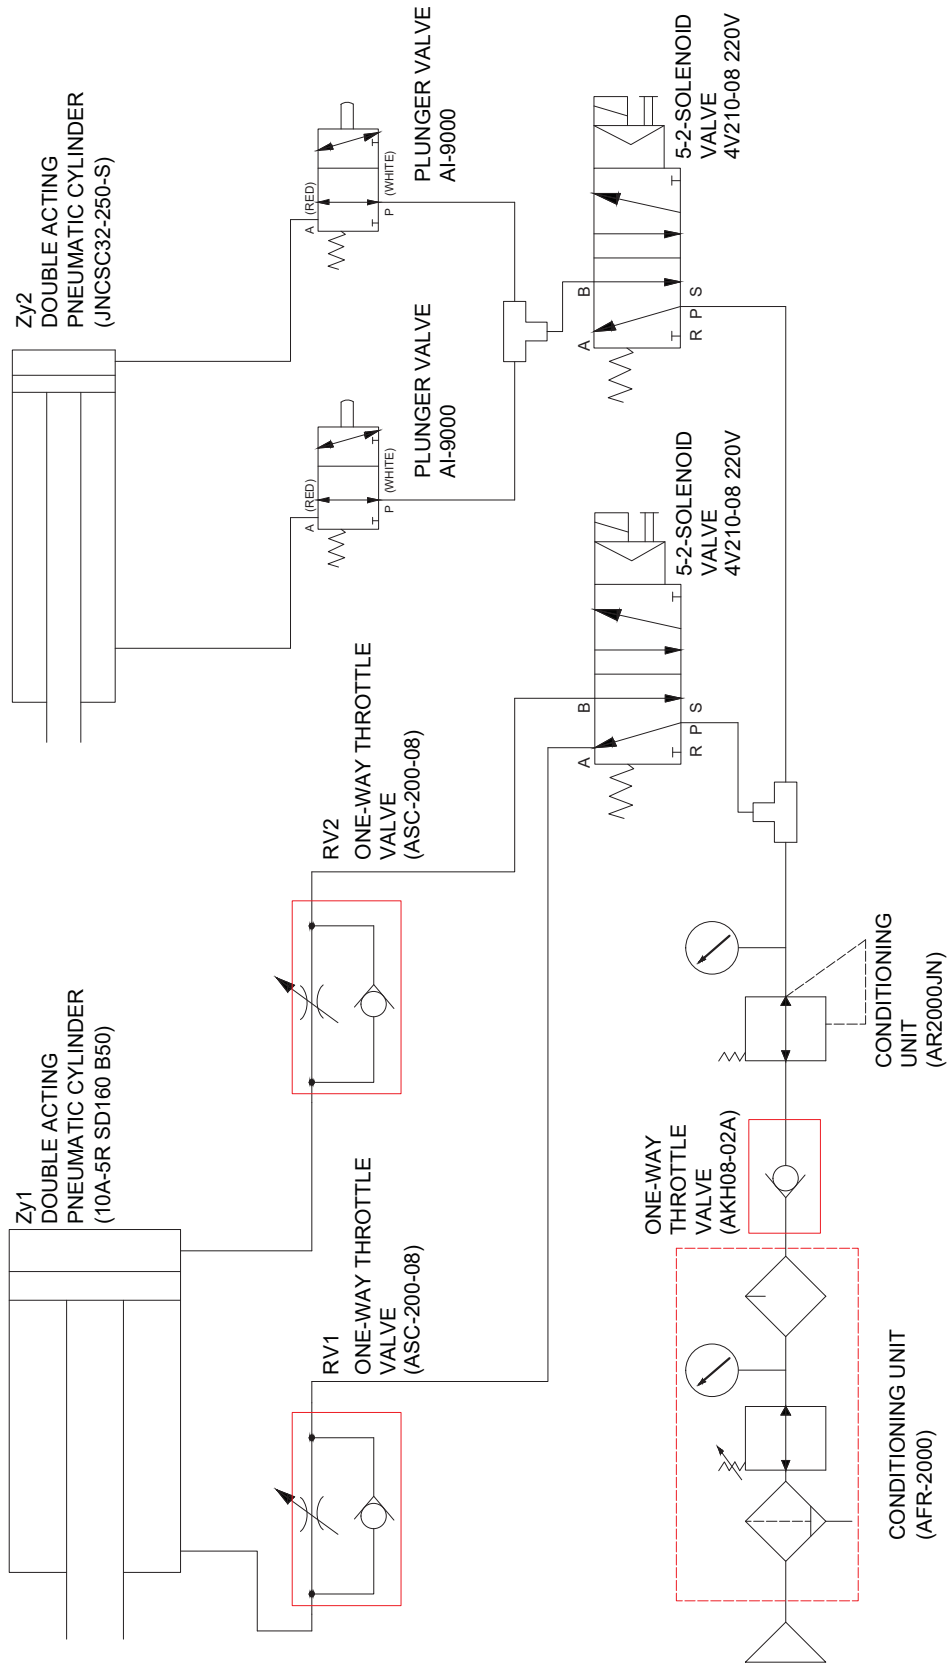 Zy1
DOUBLE ACTING
PNEUMATIC CYLINDER
(10A-5R SD160 B50)
Zy2
DOUBLE ACTING
PNEUMATIC CYLINDER
(JNCSC32-250-S)
RV1
ONE-WAY THROTTLE
VALVE
(ASC-200-08)
RV2
ONE-WAY THROTTLE
VALVE
(ASC-200-08)
A (RED)
P (WHITE)
PLUNGER VALVE
AI-9000
A (RED)
P (WHITE)
PLUNGER VALVE
AI-9000
A B
R P S
5-2-SOLENOID
VALVE
4V210-08 220V
A B
R P S
5-2-SOLENOID
VALVE
4V210-08 220V
ONE-WAY
THROTTLE
VALVE
(AKH08-02A)
CONDITIONING UNIT
(AFR-2000)
CONDITIONING
UNIT
(AR2000JN)